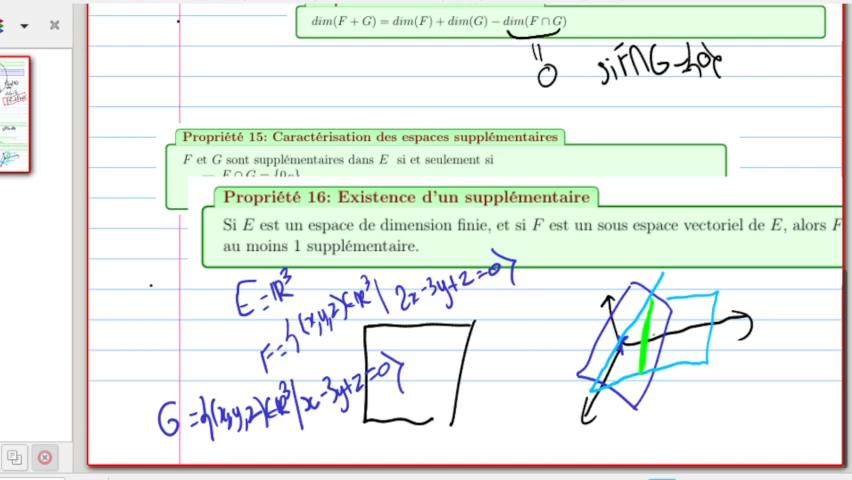 dim(F + G) = dim(F) + dim(G) − dim(F ∩ G)
0
si F∩G={0}
Propriété 15: Caractérisation des espaces supplémentaires
F et G sont supplémentaires dans E si et seulement si
Propriété 16: Existence d'un supplémentaire
Si E est un espace de dimension finie, et si F est un sous espace vectoriel de E, alors F
au moins 1 supplémentaire.
E=ℝ³
F={(x,y,z)∈ℝ³| 2x-3y+z=0}
G={(x,y,z)∈ℝ³|x-3y+z=0}